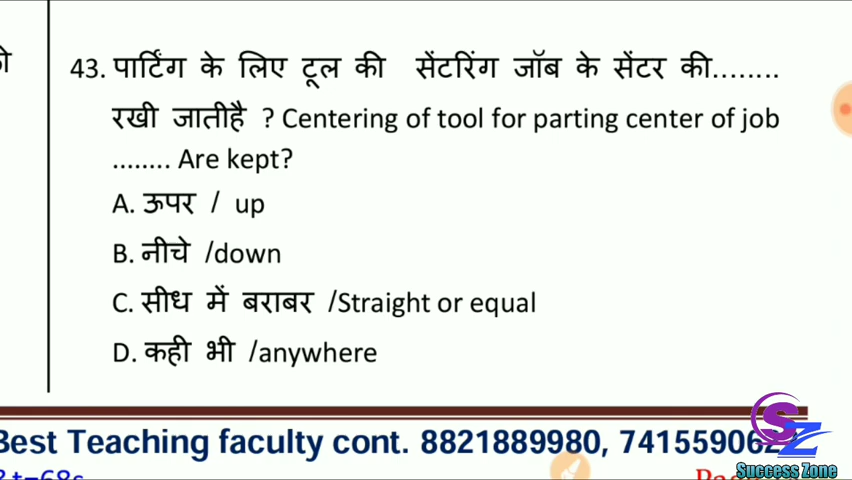 43. पार्टिंग के लिए टूल की सेंटरिंग जॉब के सेंटर की........
रखी जातीहै ? Centering of tool for parting center of job
........ Are kept?
A. ऊपर / up
B. नीचे /down
C. सीध में बराबर /Straight or equal
D. कही भी /anywhere
Best Teaching faculty cont. 8821889980,
SZ
Success Zone